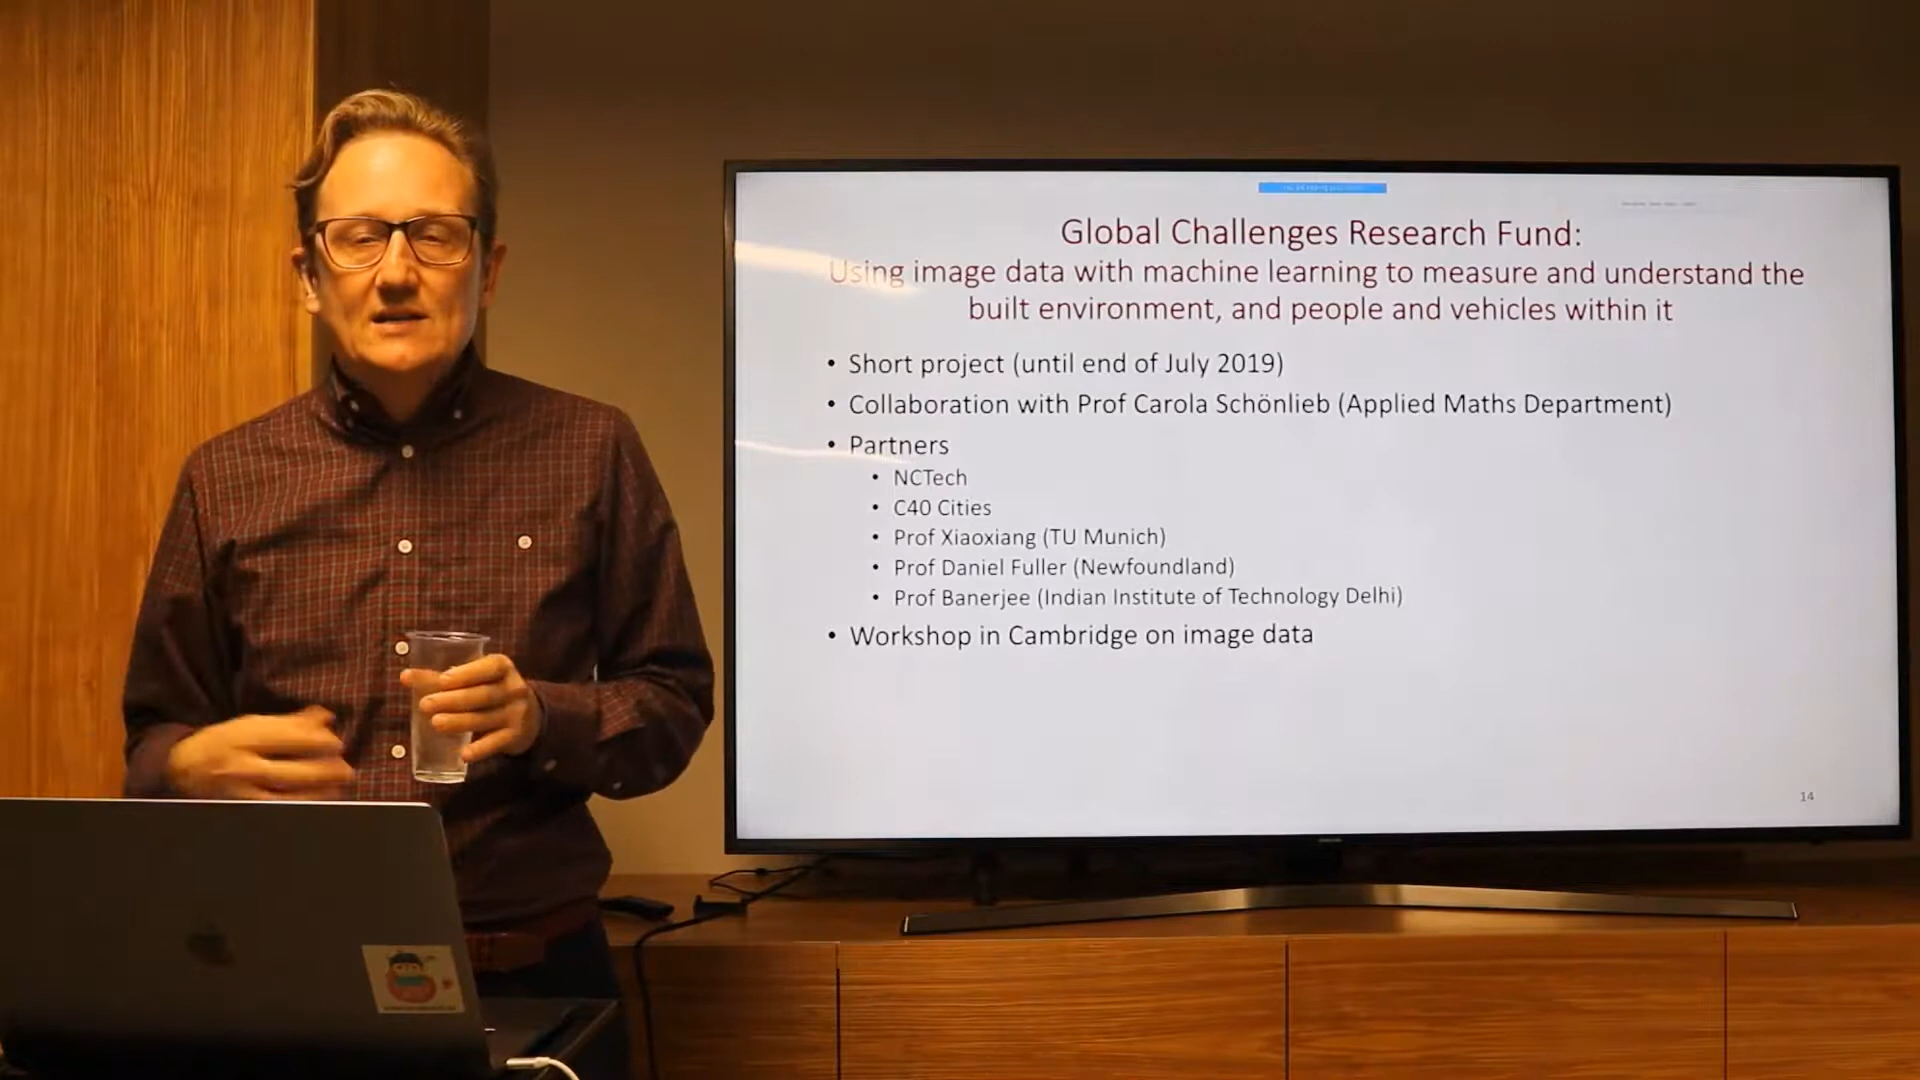 Global Challenges Research Fund:
Using image data with machine learning to measure and understand the
built environment, and people and vehicles within it
• Short project (until end of July 2019)
• Collaboration with Prof Carola Schönlieb (Applied Maths Department)
• Partners
• NCTech
• C40 Cities
• Prof Xiaoxiang (TU Munich)
• Prof Daniel Fuller (Newfoundland)
• Prof Banerjee (Indian Institute of Technology Delhi)
• Workshop in Cambridge on image data
14